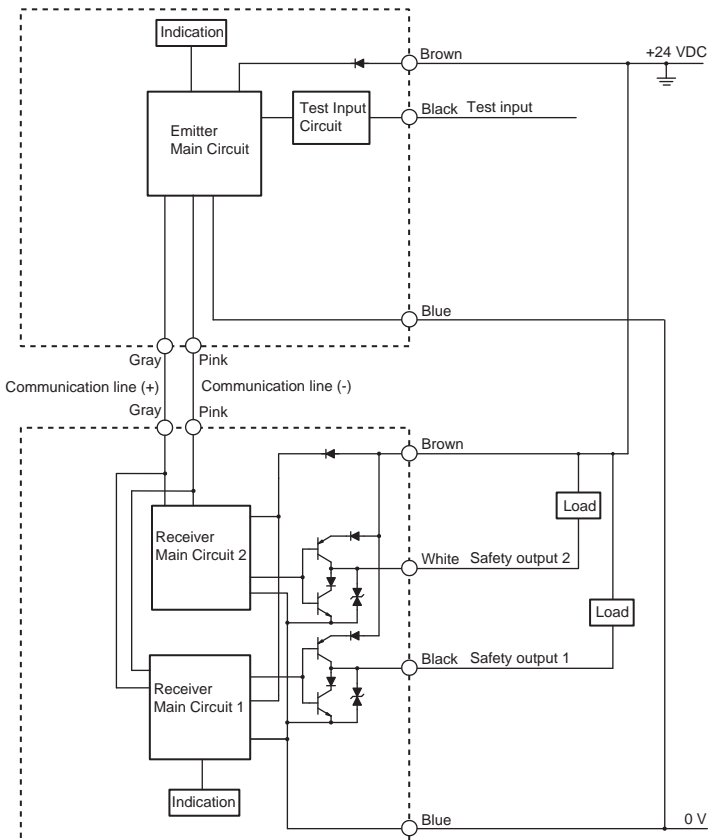 Indication
Brown
+24 VDC
Emitter
Main Circuit
Test Input
Circuit
Black Test input
Blue
Gray Pink
Communication line (+) Communication line (-)
Gray Pink
Brown
Load
Receiver
Main Circuit 2
White Safety output 2
Load
Black Safety output 1
Receiver
Main Circuit 1
Indication
Blue
0 V